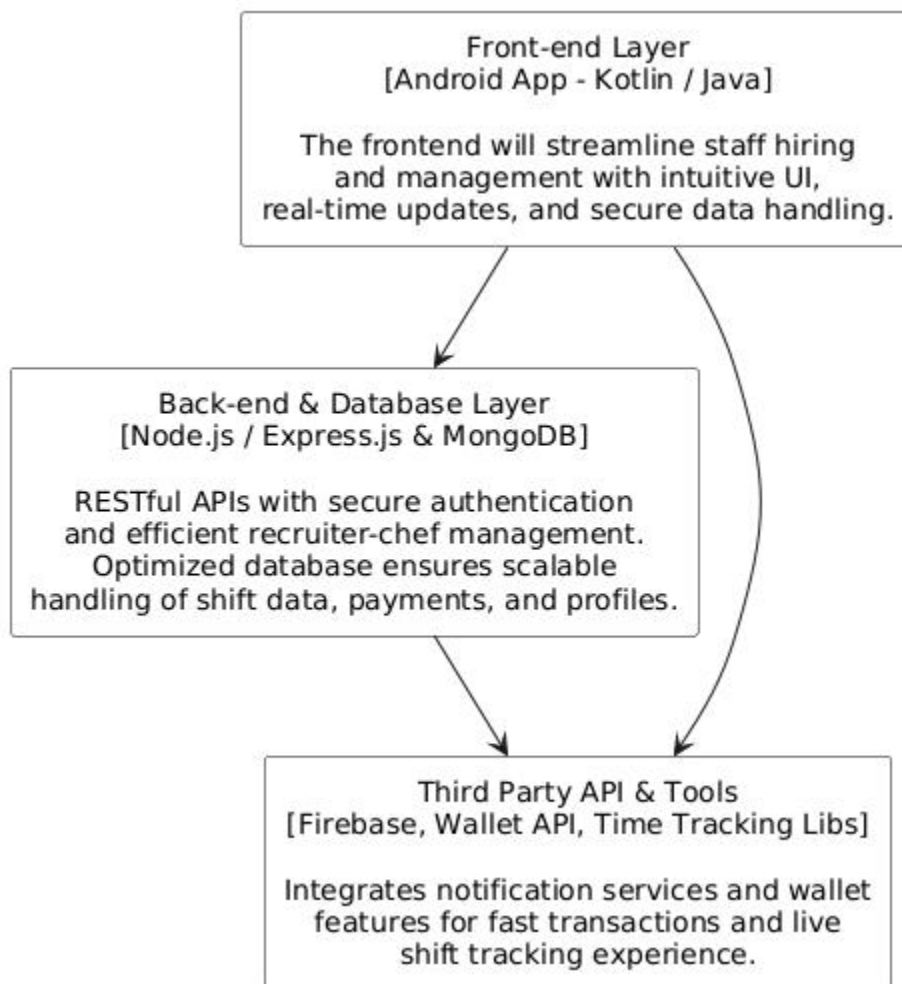 Front-end Layer
[Android App - Kotlin / Java]
The frontend will streamline staff hiring
and management with intuitive UI,
real-time updates, and secure data handling.
Back-end & Database Layer
[Node.js / Express.js & MongoDB]
RESTful APIs with secure authentication
and efficient recruiter-chef management.
Optimized database ensures scalable
handling of shift data, payments, and profiles.
Third Party API & Tools
[Firebase, Wallet API, Time Tracking Libs]
Integrates notification services and wallet
features for fast transactions and live
shift tracking experience.